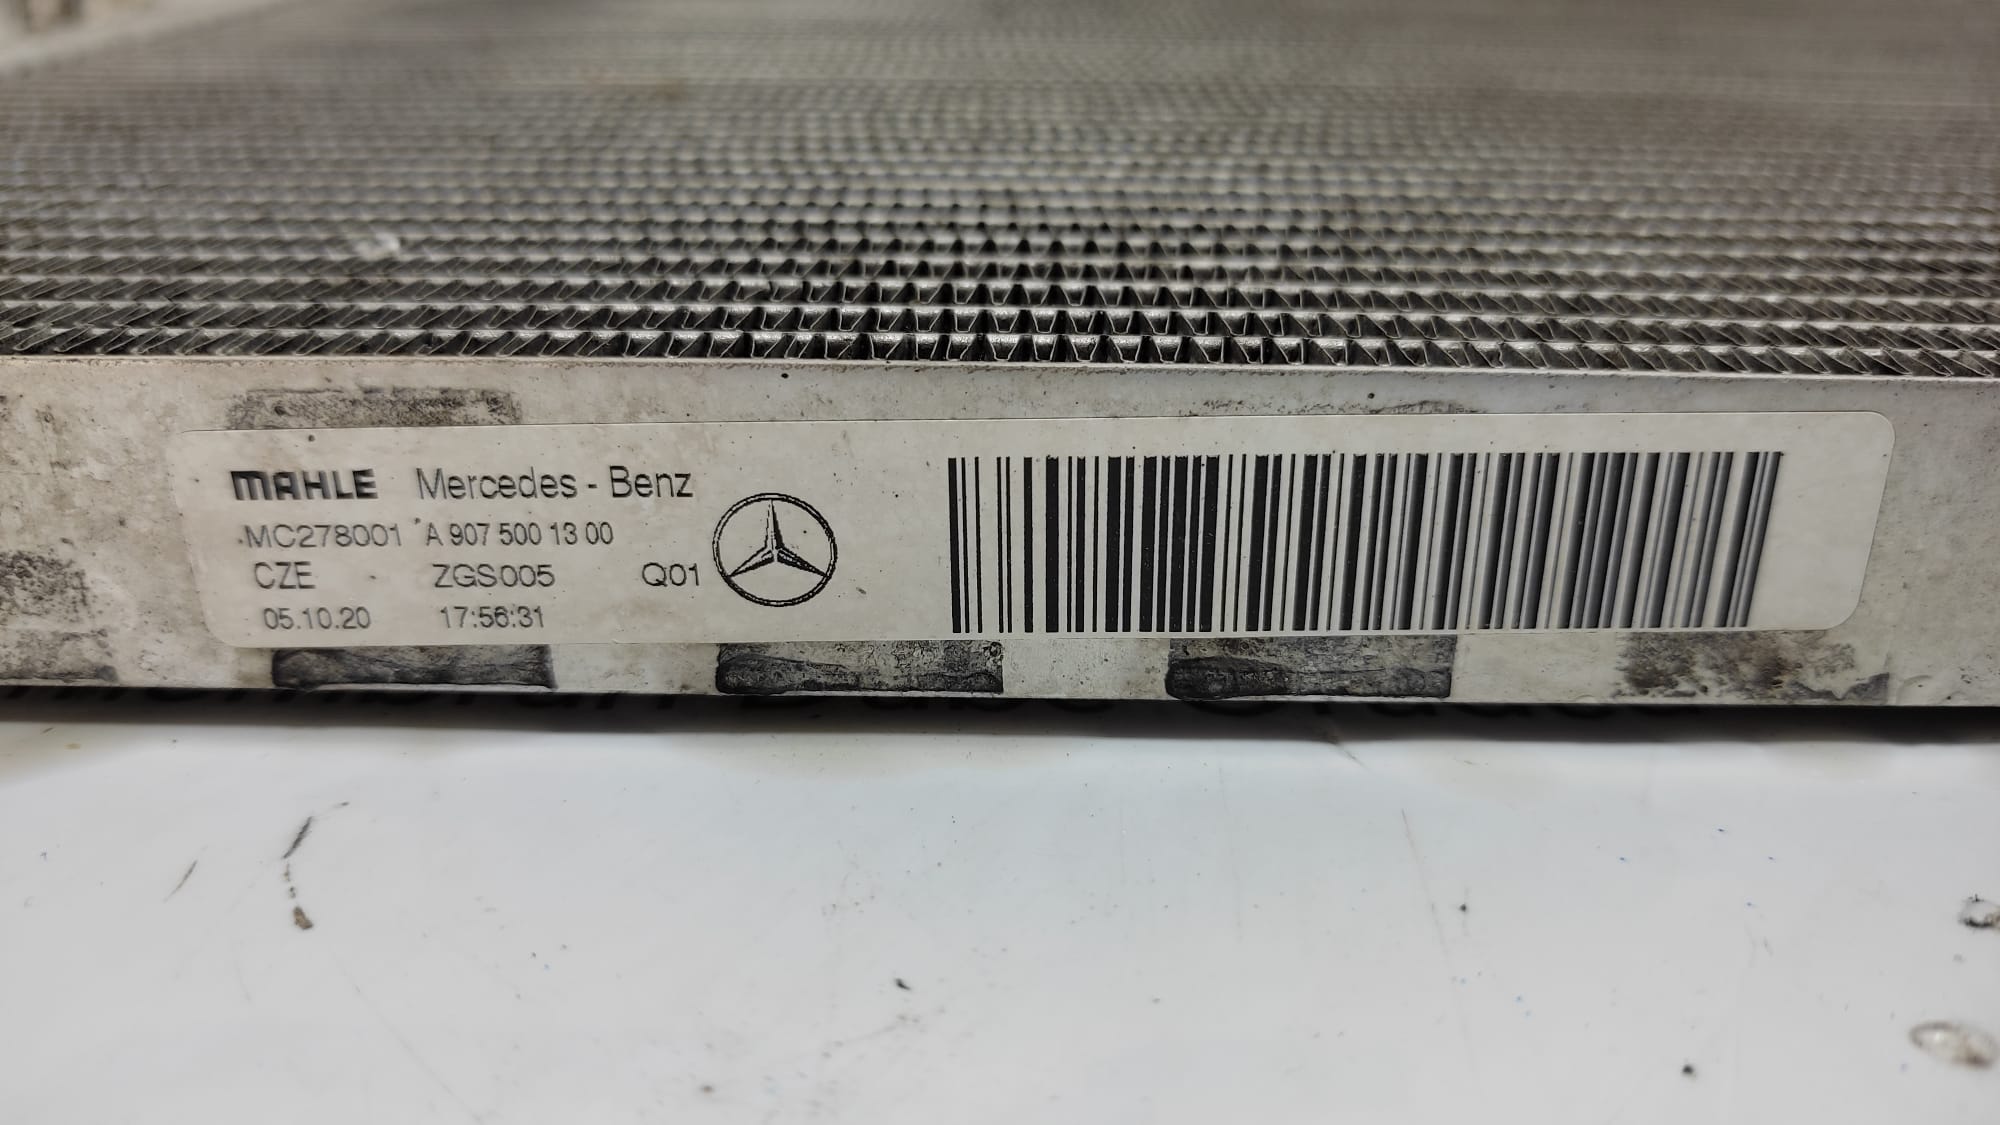 MAHLE Mercedes - Benz
MC278001 A 907 500 13 00
CZE ZGS005 Q01
05.10.20 17:56:31